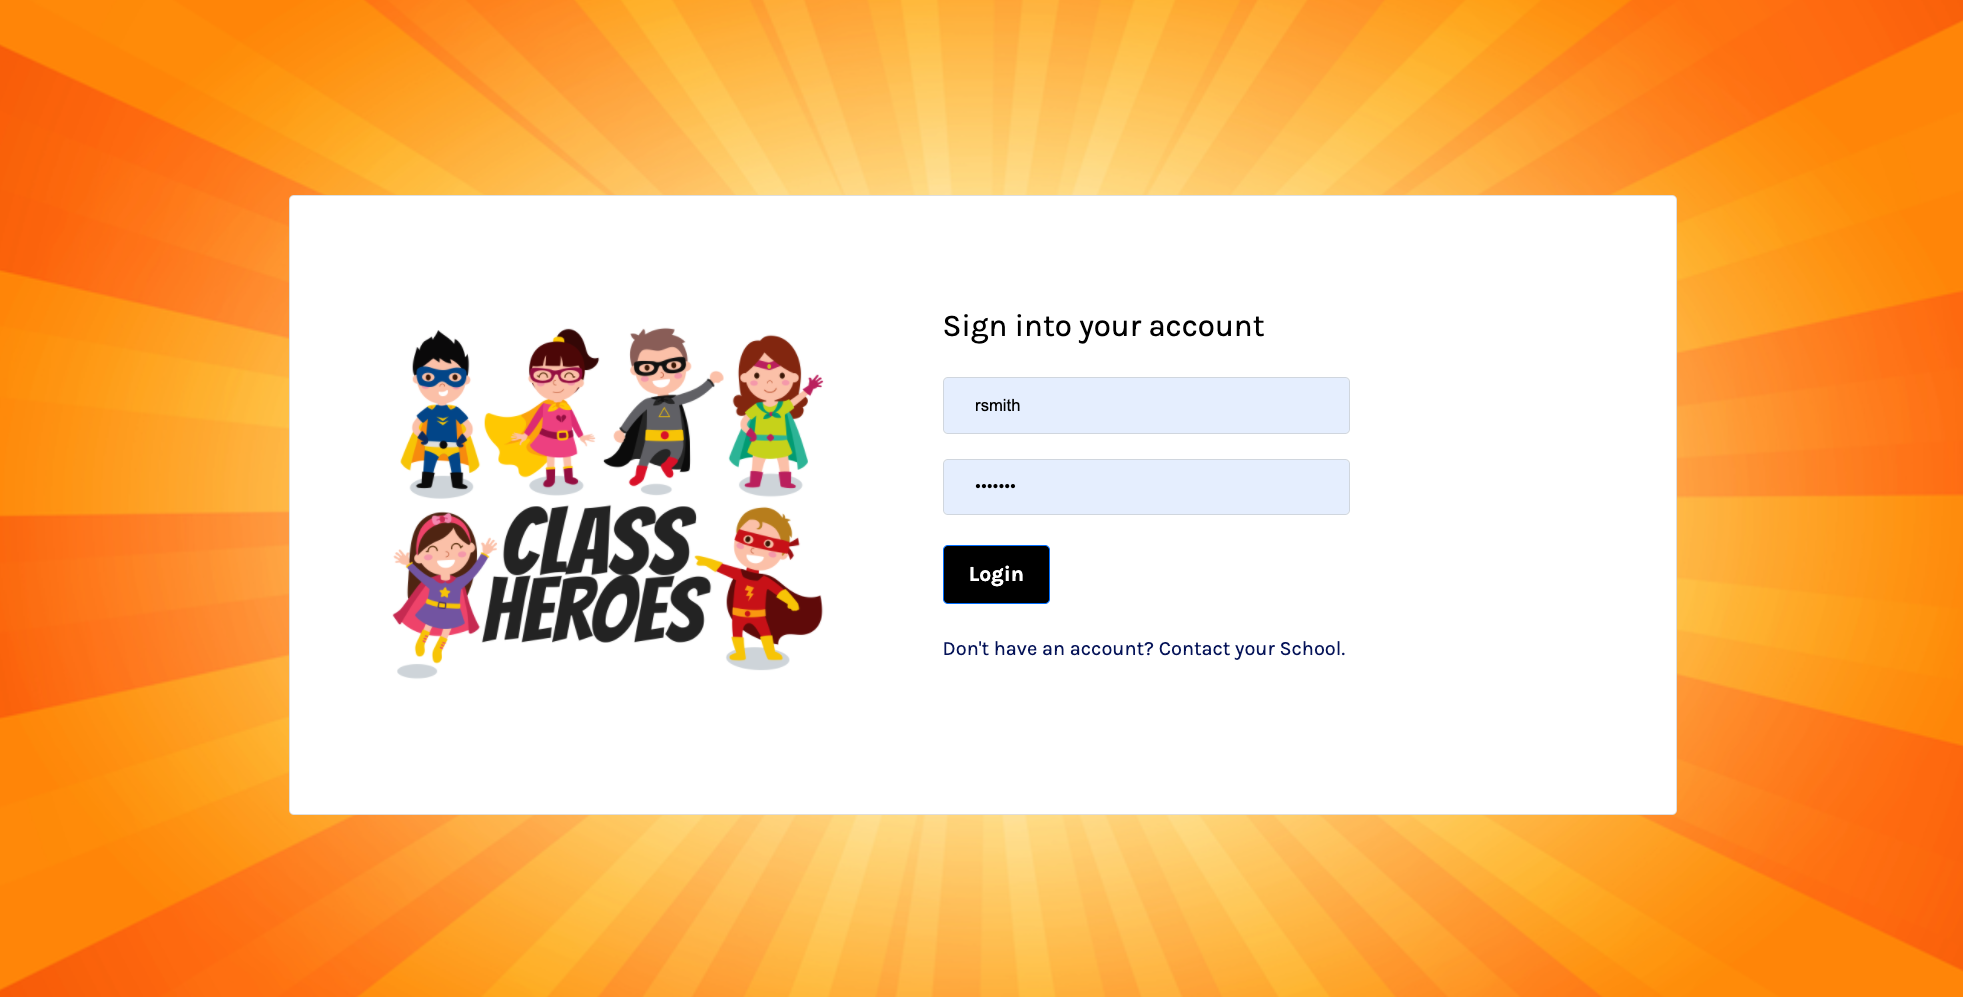 CLASS
HEROES
Sign into your account
rsmith
•••••••
Login
Don't have an account? Contact your School.